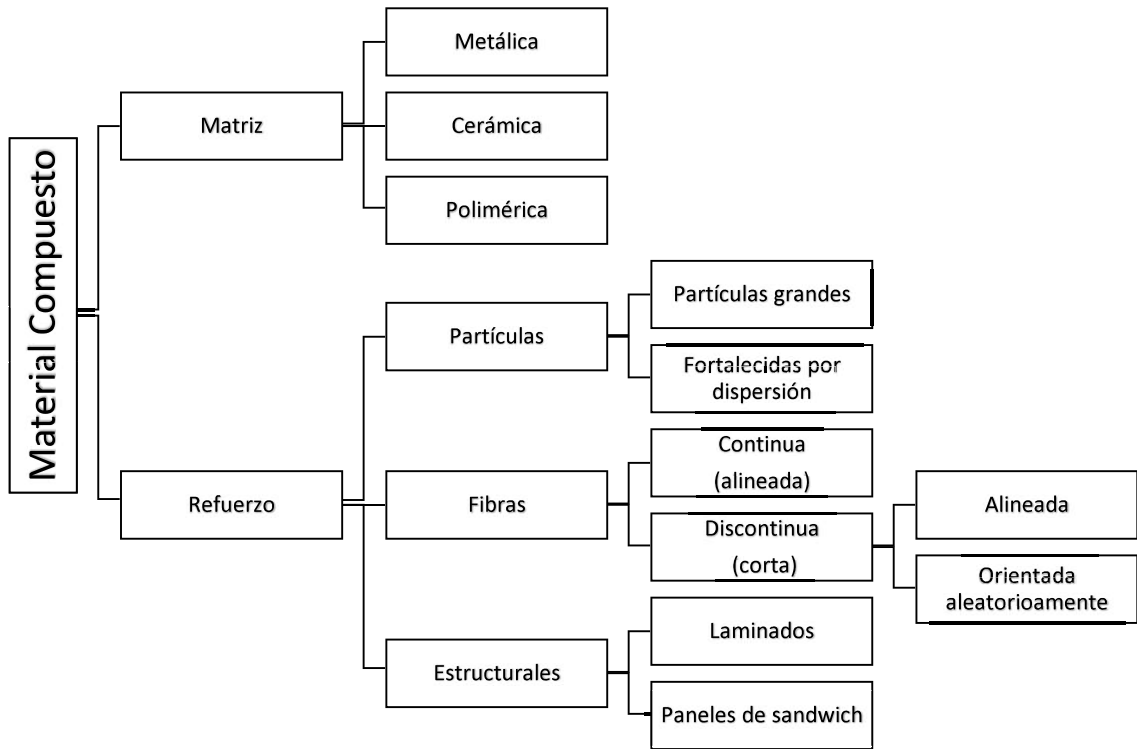 Material Compuesto
Matriz
Metálica
Cerámica
Polimérica
Refuerzo
Partículas
Partículas grandes
Fortalecidas por
dispersión
Fibras
Continua
(alineada)
Discontinua
(corta)
Alineada
Orientada
aleatorioamente
Estructurales
Laminados
Paneles de sandwich